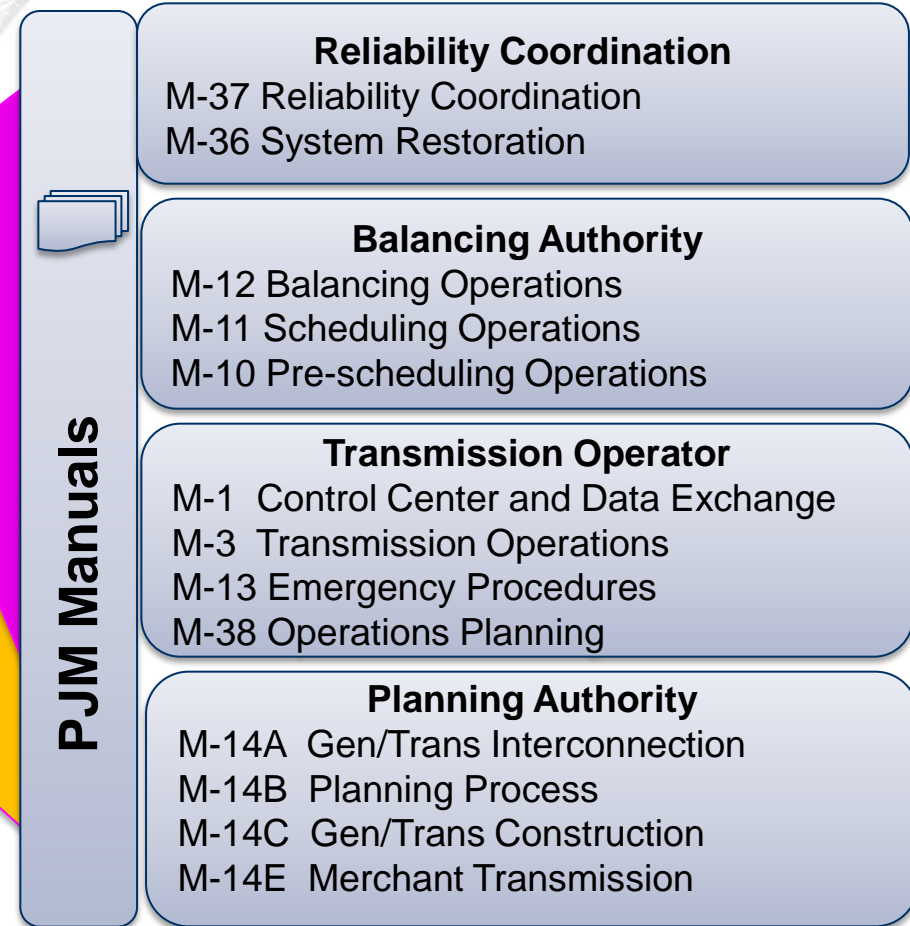 PJM Manuals
Reliability Coordination
M-37 Reliability Coordination
M-36 System Restoration
Balancing Authority
M-12 Balancing Operations
M-11 Scheduling Operations
M-10 Pre-scheduling Operations
Transmission Operator
M-1 Control Center and Data Exchange
M-3 Transmission Operations
M-13 Emergency Procedures
M-38 Operations Planning
Planning Authority
M-14A Gen/Trans Interconnection
M-14B Planning Process
M-14C Gen/Trans Construction
M-14E Merchant Transmission